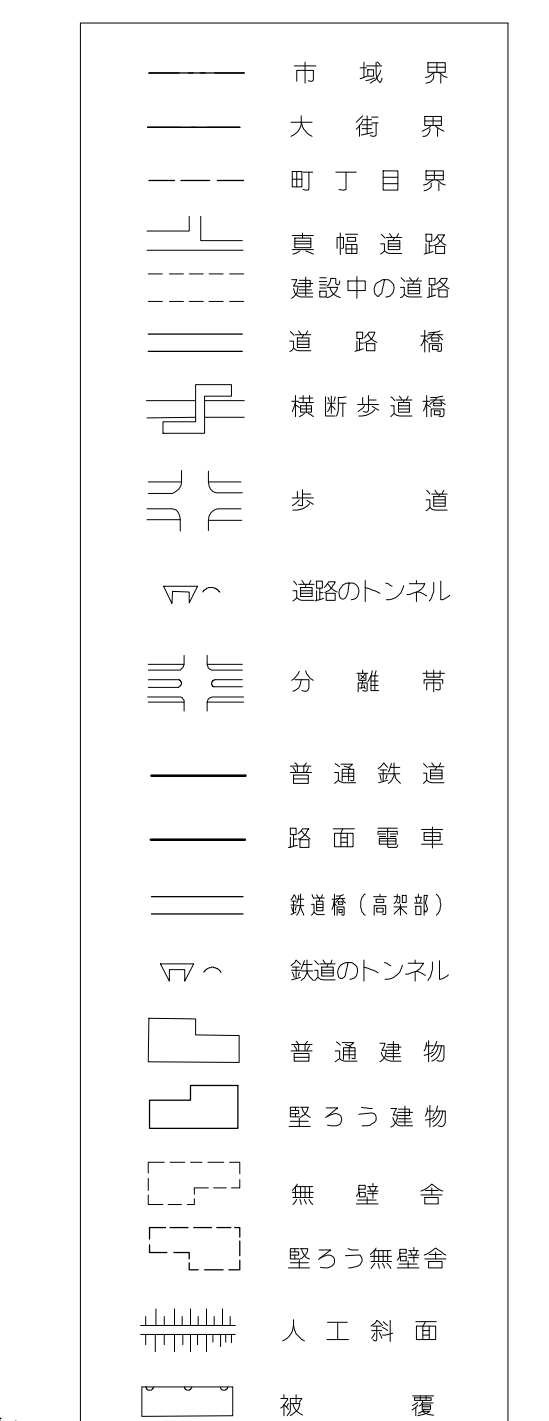 市域界
大街界
町丁目界
真幅道路
建設中の道路
道路橋
横断歩道橋
歩道
道路のトンネル
分離帯
普通鉄道
路面電車
鉄道橋（高架部）
鉄道のトンネル
普通建物
堅ろう建物
無壁舎
堅ろう無壁舎
人工斜面
被覆